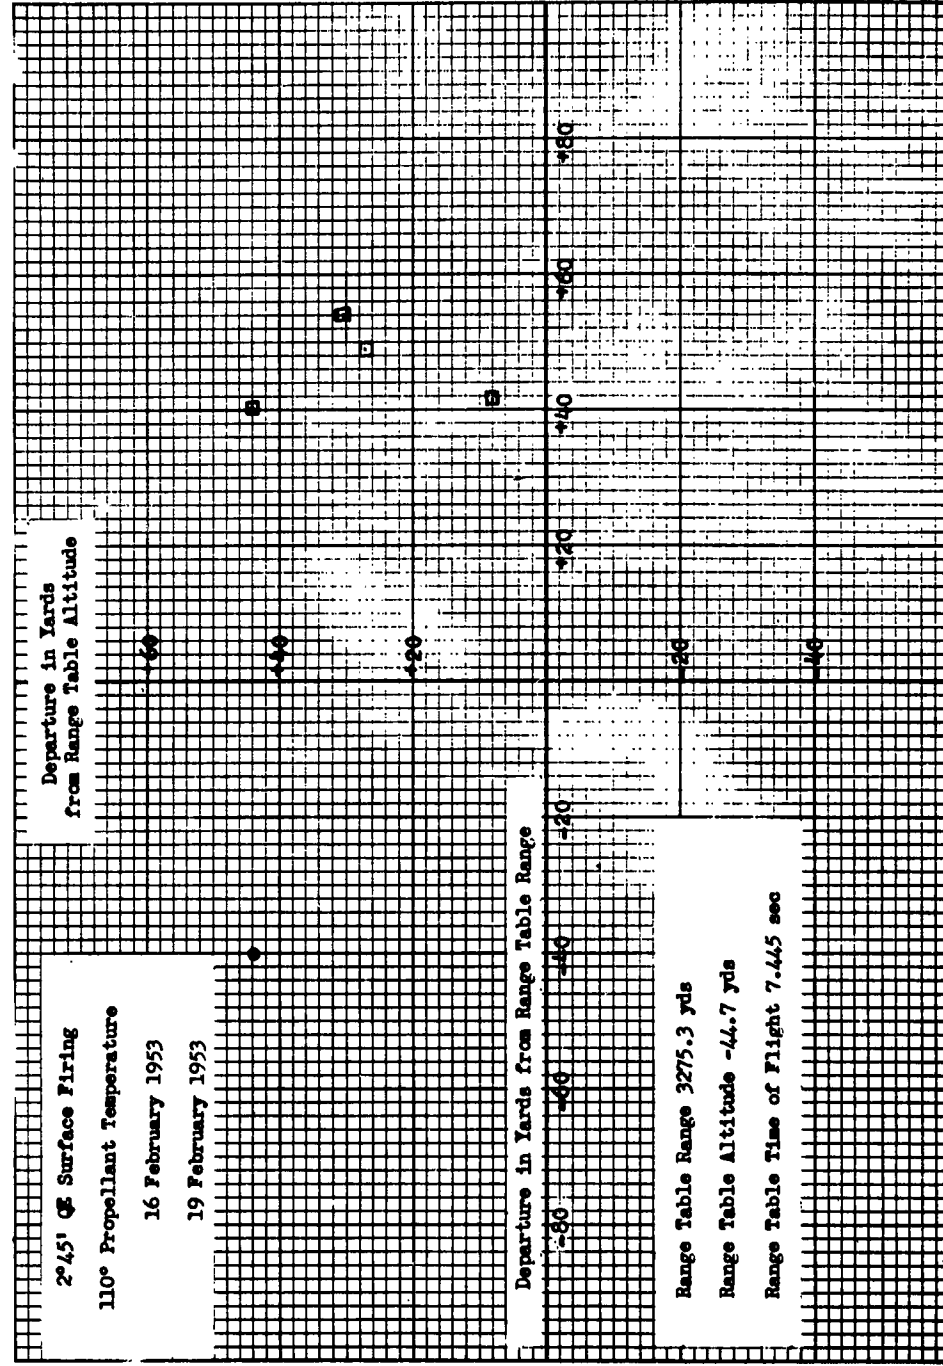 2°45' QE Surface Firing
110° Propellant Temperature
16 February 1953
19 February 1953
Departure in Yards
from Range Table Altitude
+60
+40
+20
-20
-40
Departure in Yards from Range Table Range
-80
-60
-40
-20
+20
+40
+60
+80
Range Table Range 3275.3 yds
Range Table Altitude -44.7 yds
Range Table Time of Flight 7.445 sec